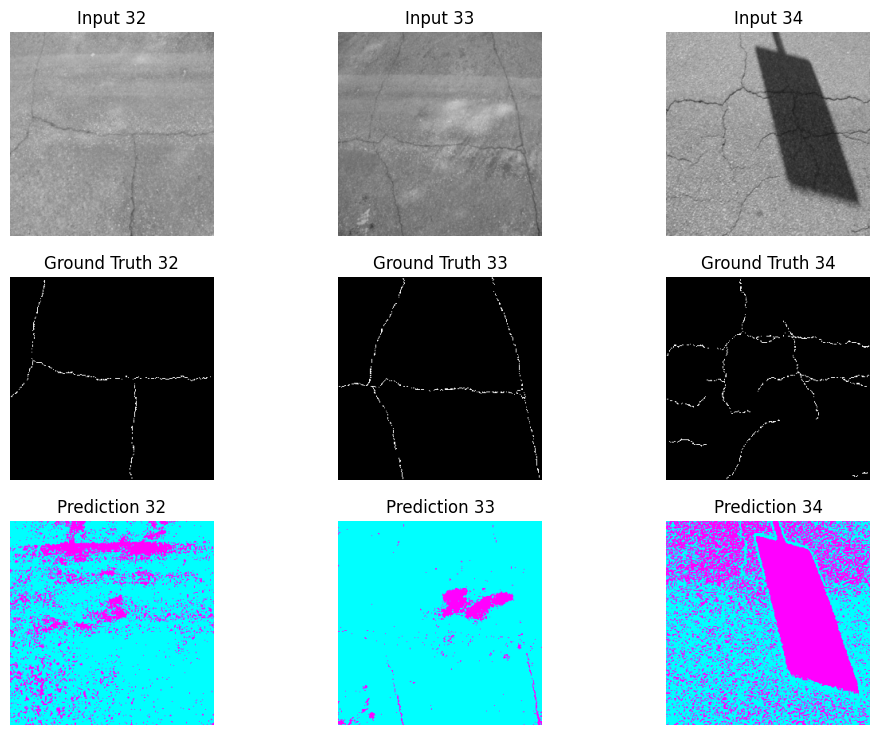 Input 32
Input 33
Input 34
Ground Truth 32
Ground Truth 33
Ground Truth 34
Prediction 32
Prediction 33
Prediction 34